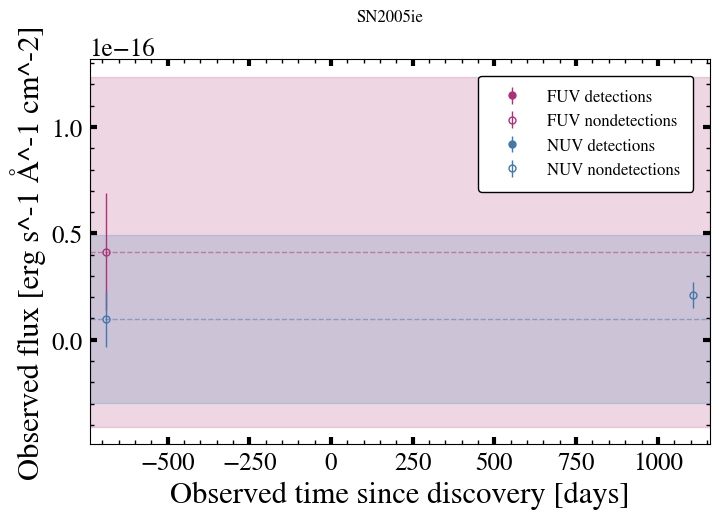 SN2005ie
1e−16
Observed flux [erg s^-1 Å^-1 cm^-2]
1.0
0.5
0.0
FUV detections
FUV nondetections
NUV detections
NUV nondetections
−500 −250 0 250 500 750 1000
Observed time since discovery [days]